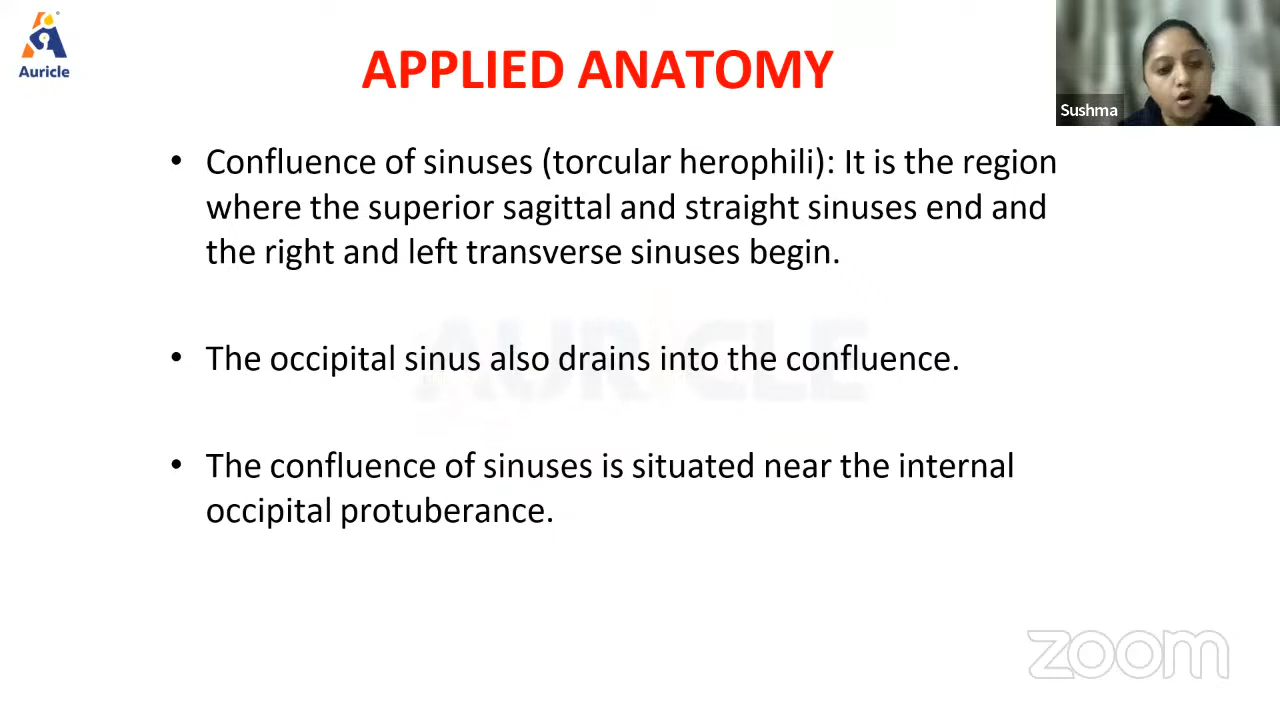 Auricle
APPLIED ANATOMY
Sushma
• Confluence of sinuses (torcular herophili): It is the region
where the superior sagittal and straight sinuses end and
the right and left transverse sinuses begin.
AURICLE
• The occipital sinus also drains into the confluence.
• The confluence of sinuses is situated near the internal
occipital protuberance.
zoom